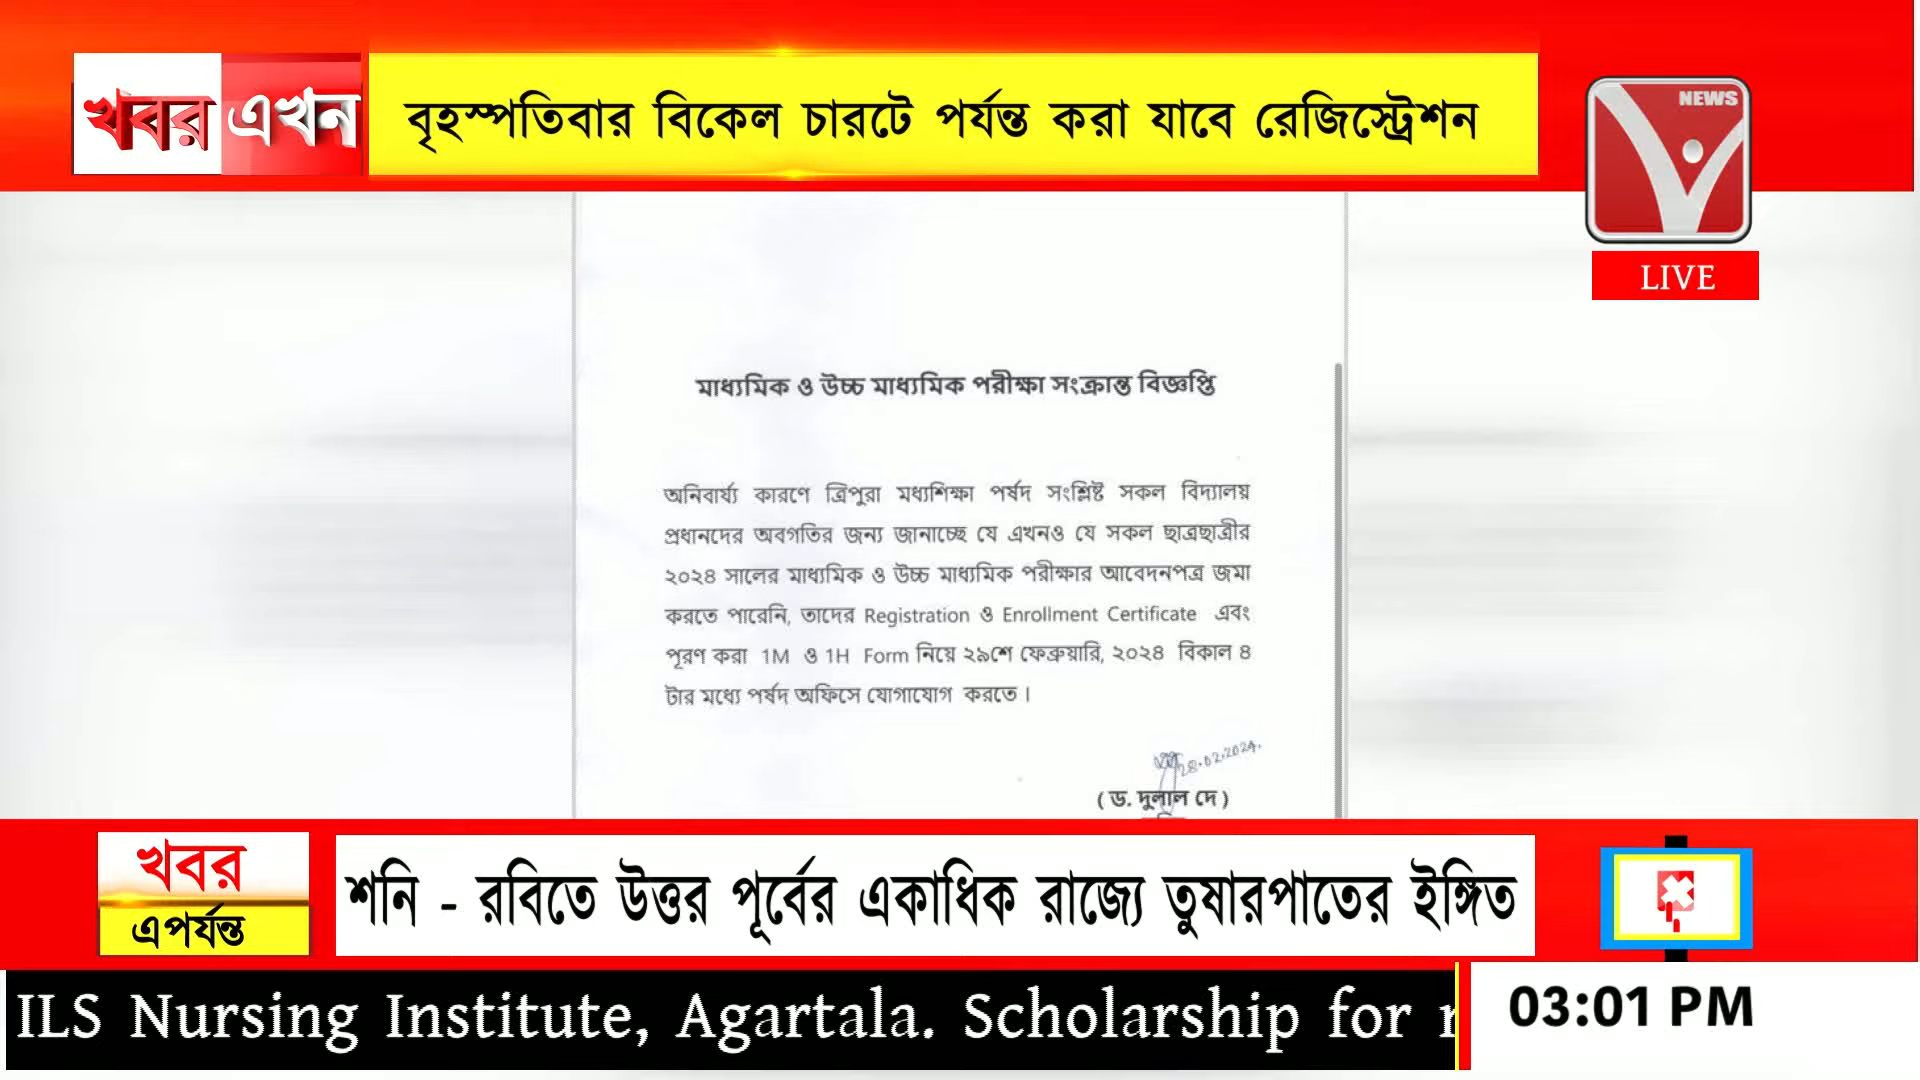 খবর এখন
বৃহস্পতিবার বিকেল চারটে পর্যন্ত করা যাবে রেজিস্ট্রেশন
NEWS
LIVE
মাধ্যমিক ও উচ্চ মাধ্যমিক পরীক্ষা সংক্রান্ত বিজ্ঞপ্তি
অনিবার্য্য কারণে ত্রিপুরা মধ্যশিক্ষা পর্ষদ সংশ্লিষ্ট সকল বিদ্যালয়
প্রধানদের অবগতির জন্য জানাচ্ছে যে এখনও যে সকল ছাত্রছাত্রীর
২০২৪ সালের মাধ্যমিক ও উচ্চ মাধ্যমিক পরীক্ষার আবেদনপত্র জমা
করতে পারেনি, তাদের Registration ও Enrollment Certificate এবং
পূরণ করা 1M ও 1H Form নিয়ে ২৯শে ফেব্রুয়ারি, ২০২৪ বিকাল ৪
টার মধ্যে পর্ষদ অফিসে যোগাযোগ করতে ।
28.02.2024.
( ড. দুলাল দে )
খবর
এপর্যন্ত
শনি - রবিতে উত্তর পূর্বের একাধিক রাজ্যে তুষারপাতের ইঙ্গিত
ILS Nursing Institute, Agartala. Scholarship for
03:01 PM